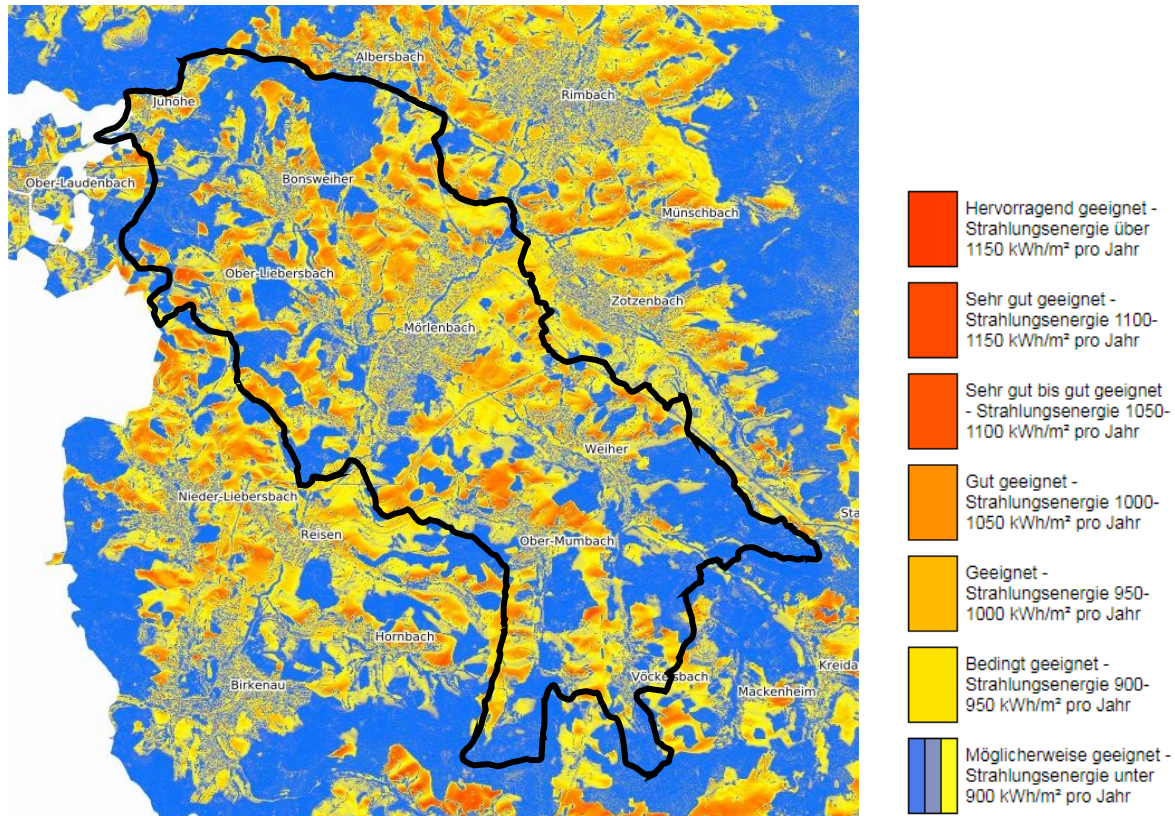 Albersbach
Rimbach
Juhöhe
Ober-Laudenbach
Bonsweiher
Münschbach
Ober-Liebersbach
Zotzenbach
Mörlenbach
Weiher
Nieder-Liebersbach
Sta
Reisen
Ober-Mumbach
Hornbach
Kreida
Birkenau
Vöckelsbach
Mackenheim
Hervorragend geeignet -
Strahlungsenergie über
1150 kWh/m² pro Jahr
Sehr gut geeignet -
Strahlungsenergie 1100-
1150 kWh/m² pro Jahr
Sehr gut bis gut geeignet
- Strahlungsenergie 1050-
1100 kWh/m² pro Jahr
Gut geeignet -
Strahlungsenergie 1000-
1050 kWh/m² pro Jahr
Geeignet -
Strahlungsenergie 950-
1000 kWh/m² pro Jahr
Bedingt geeignet -
Strahlungsenergie 900-
950 kWh/m² pro Jahr
Möglicherweise geeignet -
Strahlungsenergie unter
900 kWh/m² pro Jahr